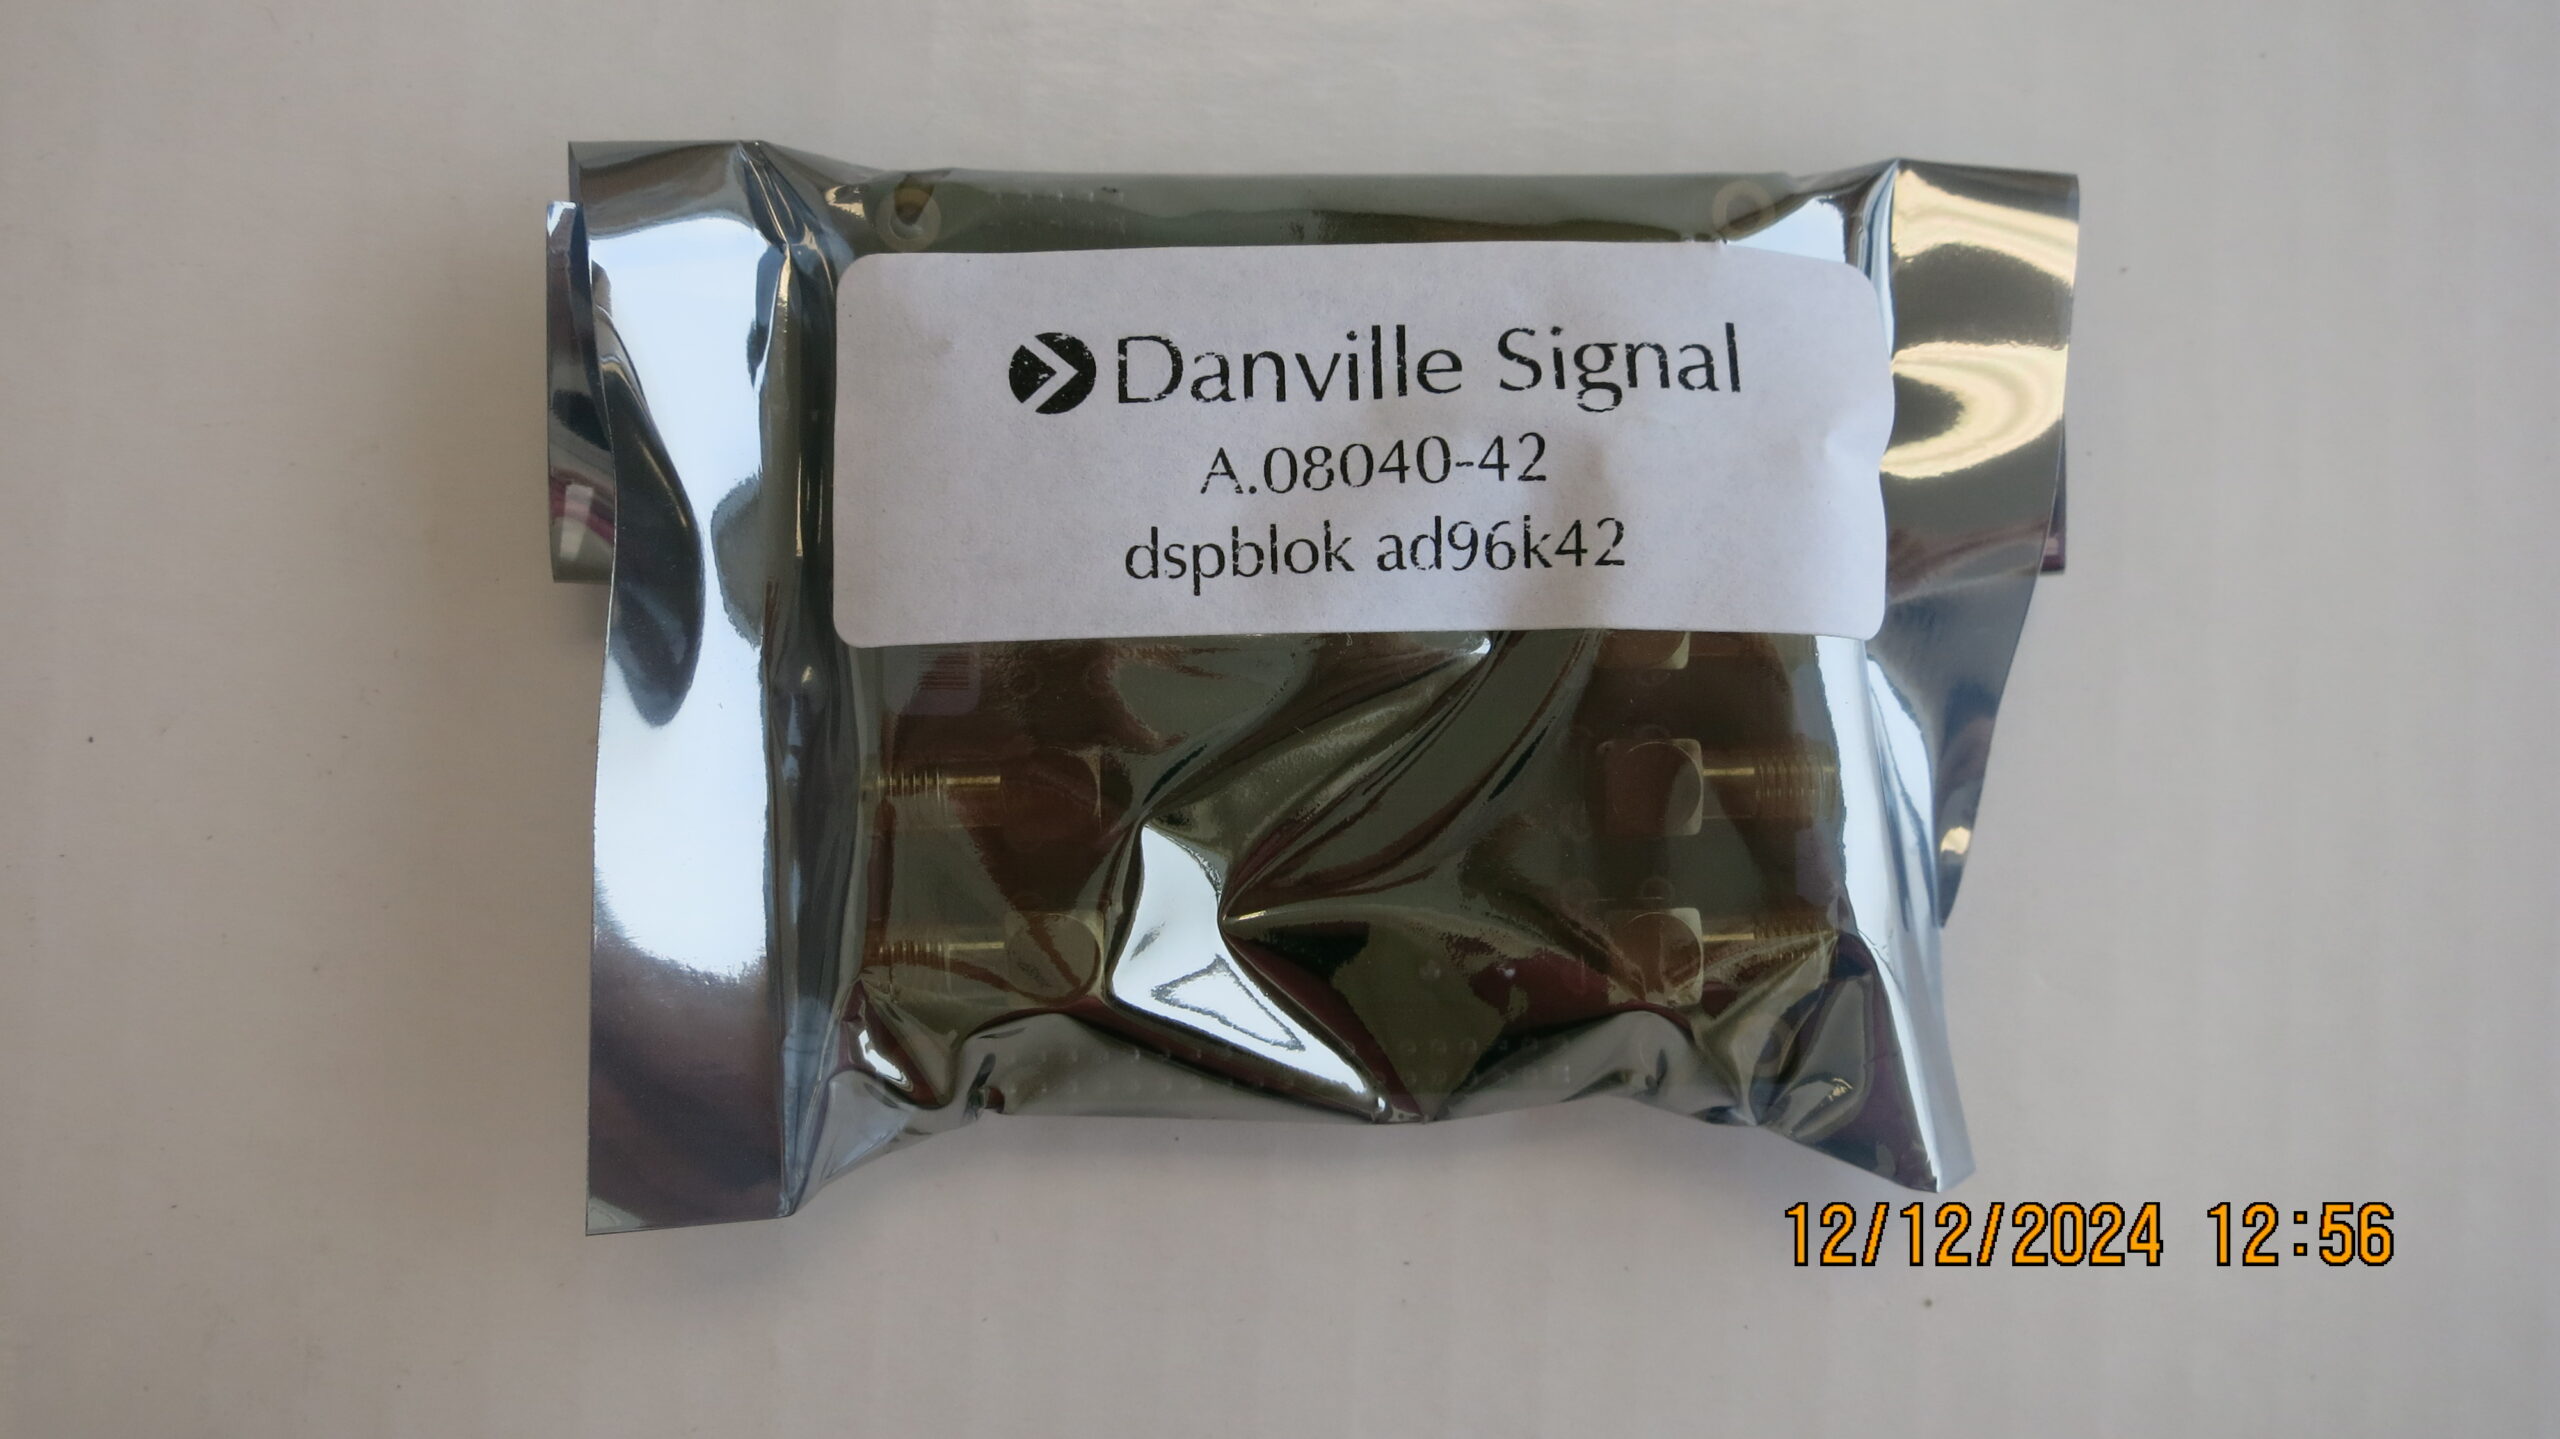 Danville Signal
A.08040-42
dspblok ad96k42
12/12/2024 12:56